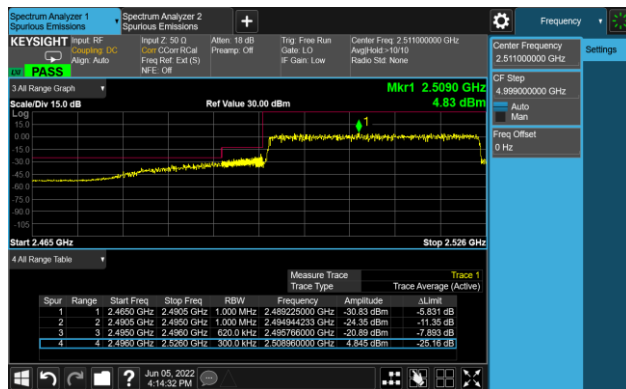 Spectrum Analyzer 1
Spurious Emissions
Spectrum Analyzer 2
Spurious Emissions
Frequency
KEYSIGHT
Input: RF
Coupling: DC
Align: Auto
Input Z: 50 Ω
Corr CCorr RCal
Freq Ref: Ext (S)
NFE: Off
Atten: 18 dB
Preamp: Off
Trig: Free Run
Gate: LO
IF Gain: Low
Center Freq: 2.511000000 GHz
Avg|Hold:>10/10
Radio Std: None
PASS
Center Frequency
2.511000000 GHz
Settings
CF Step
4.999000000 GHz
Auto
Man
Freq Offset
0 Hz
3 All Range Graph
Mkr1 2.5090 GHz
Scale/Div 15.0 dB
Ref Value 30.00 dBm
4.83 dBm
Log
15.0
0.00
-15.0
-30.0
-45.0
-60.0
-75.0
-90.0
-105
1
Start 2.465 GHz
Stop 2.526 GHz
4 All Range Table
Measure Trace Trace 1
Trace Type Trace Average (Active)
Spur Range Start Freq Stop Freq RBW Frequency Amplitude ΔLimit
1 1 2.4650 GHz 2.4905 GHz 1.000 MHz 2.489225000 GHz -30.83 dBm -5.831 dB
2 2 2.4905 GHz 2.4950 GHz 1.000 MHz 2.494944233 GHz -24.35 dBm -11.35 dB
3 3 2.4950 GHz 2.4960 GHz 620.0 kHz 2.495766000 GHz -20.89 dBm -7.893 dB
4 4 2.4960 GHz 2.5260 GHz 300.0 kHz 2.508960000 GHz 4.845 dBm -25.16 dB
Jun 05, 2022
4:14:32 PM